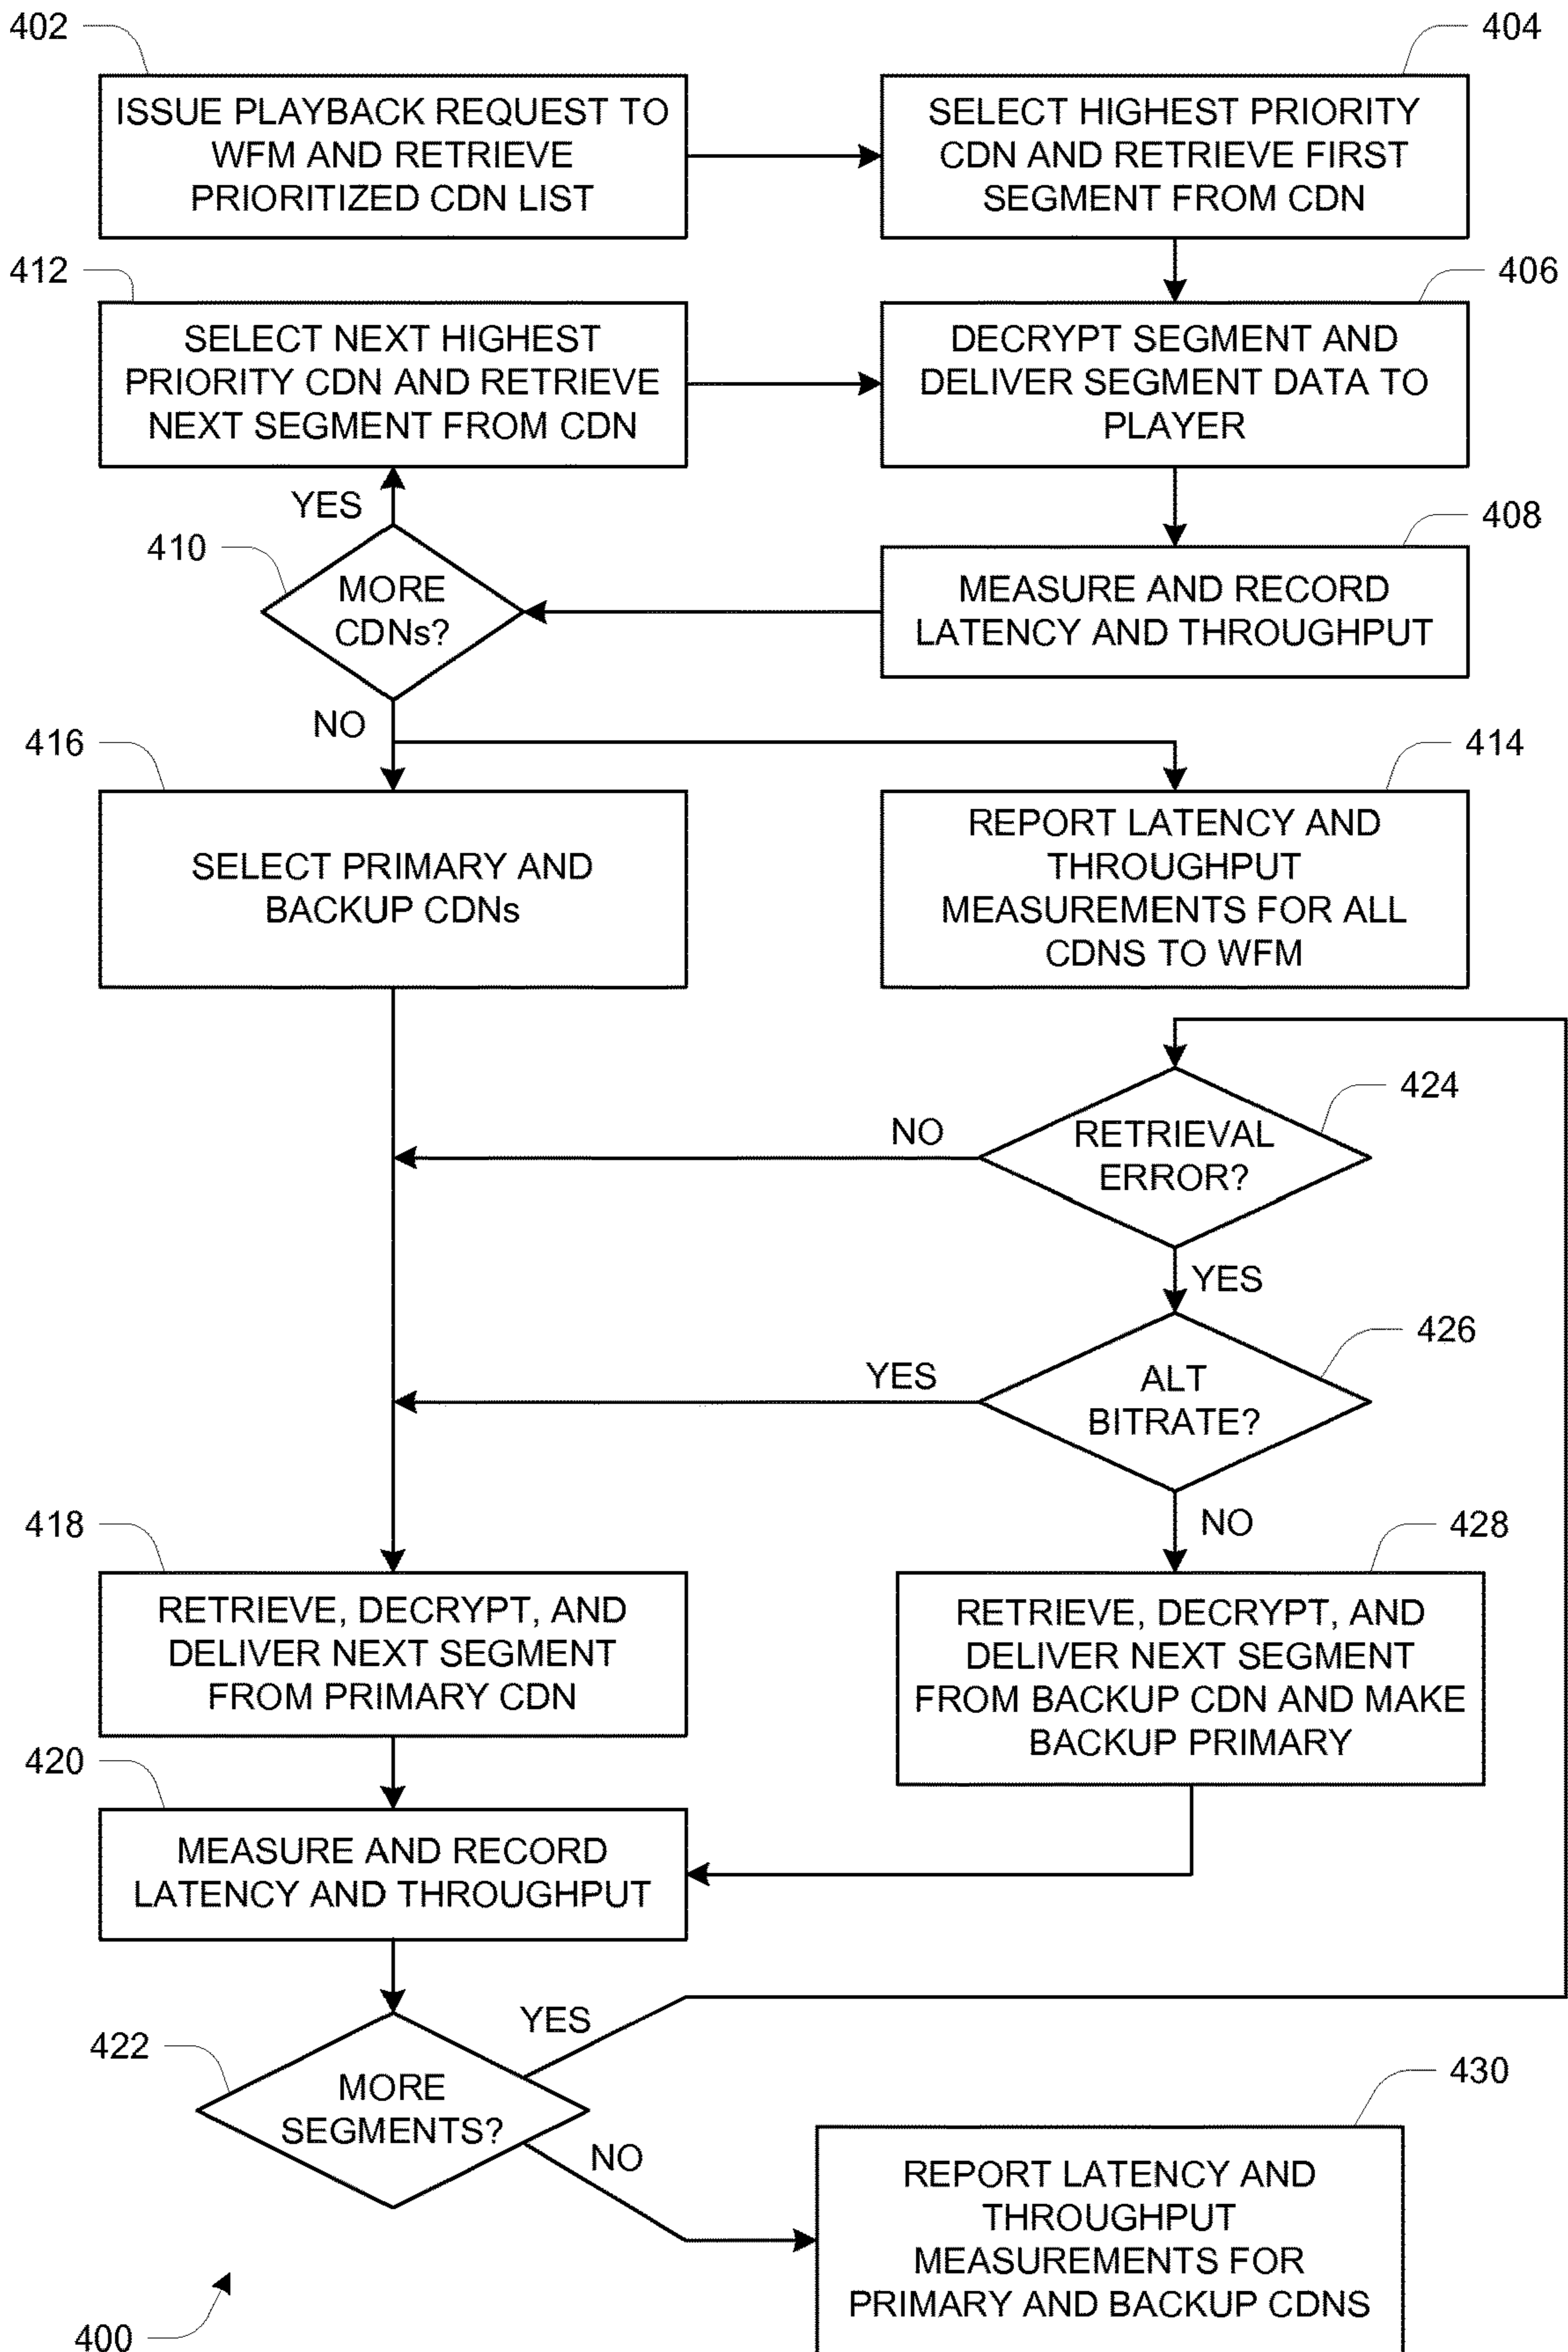 402
404
ISSUE PLAYBACK REQUEST TO
WFM AND RETRIEVE
PRIORITIZED CDN LIST
SELECT HIGHEST PRIORITY
CDN AND RETRIEVE FIRST
SEGMENT FROM CDN
412
406
SELECT NEXT HIGHEST
PRIORITY CDN AND RETRIEVE
NEXT SEGMENT FROM CDN
DECRYPT SEGMENT AND
DELIVER SEGMENT DATA TO
PLAYER
YES
410
408
MORE
CDNs?
MEASURE AND RECORD
LATENCY AND THROUGHPUT
NO
416
414
SELECT PRIMARY AND
BACKUP CDNs
REPORT LATENCY AND
THROUGHPUT
MEASUREMENTS FOR ALL
CDNS TO WFM
424
NO
RETRIEVAL
ERROR?
YES
426
YES
ALT
BITRATE?
NO
418
428
RETRIEVE, DECRYPT, AND
DELIVER NEXT SEGMENT
FROM PRIMARY CDN
RETRIEVE, DECRYPT, AND
DELIVER NEXT SEGMENT
FROM BACKUP CDN AND MAKE
BACKUP PRIMARY
420
MEASURE AND RECORD
LATENCY AND THROUGHPUT
YES
422
MORE
SEGMENTS?
NO
430
REPORT LATENCY AND
THROUGHPUT
MEASUREMENTS FOR
PRIMARY AND BACKUP CDNS
400